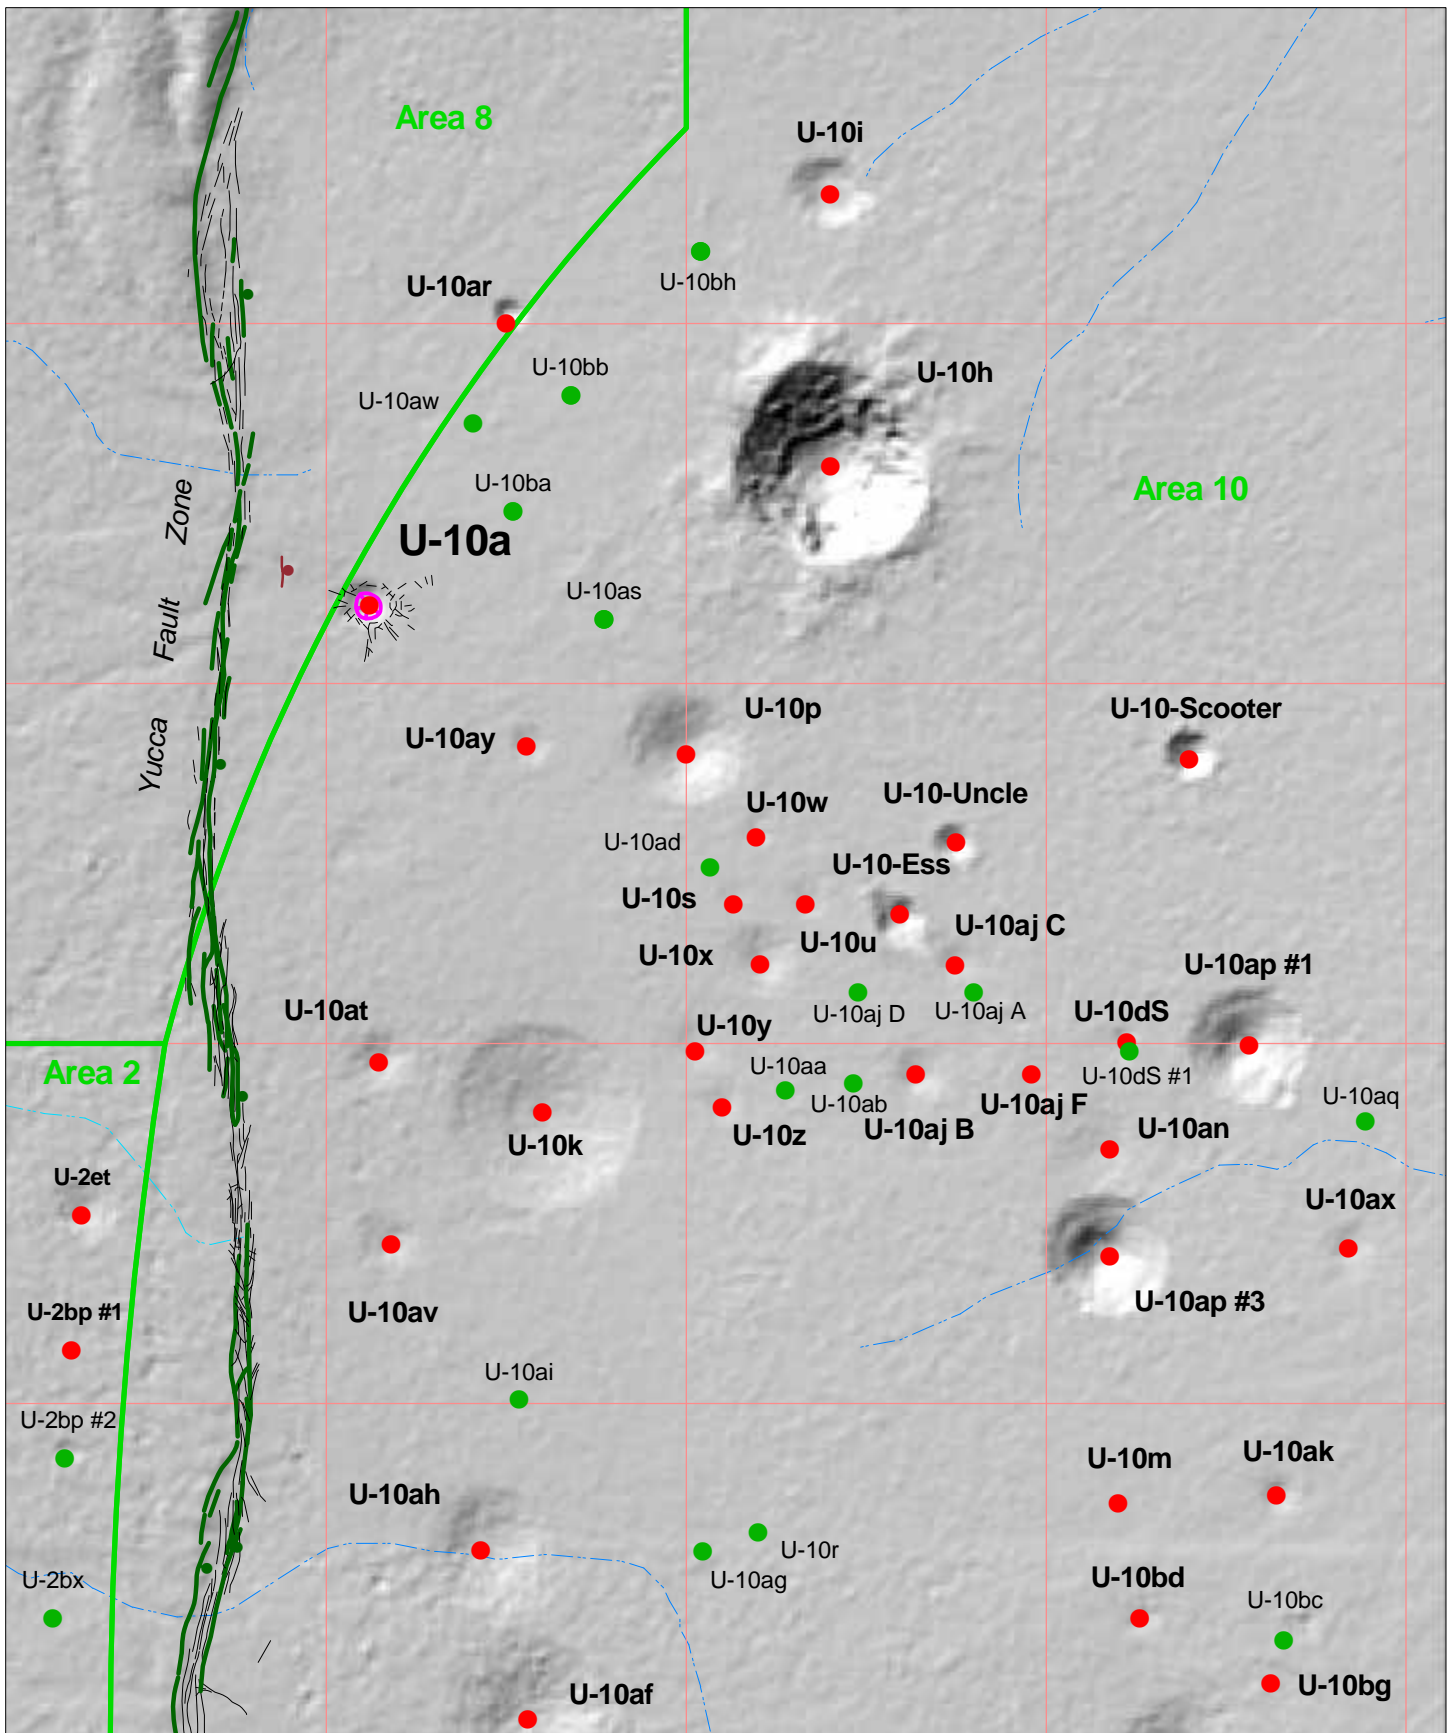 Area 8
U-10i
U-10bh
U-10ar
U-10bb
U-10h
U-10aw
U-10ba
Area 10
U-10a
U-10as
Yucca Fault Zone
U-10p
U-10-Scooter
U-10ay
U-10-Uncle
U-10w
U-10ad
U-10-Ess
U-10s
U-10aj C
U-10u
U-10x
U-10ap #1
U-10at
U-10aj D
U-10aj A
U-10dS
U-10y
U-10aa
U-10dS #1
Area 2
U-10ab
U-10aq
U-10z
U-10aj B
U-10aj F
U-10an
U-10k
U-2et
U-10ax
U-2bp #1
U-10av
U-10ap #3
U-10ai
U-2bp #2
U-10m
U-10ak
U-10ah
U-10r
U-10ag
U-2bx
U-10bd
U-10bc
U-10af
U-10bg